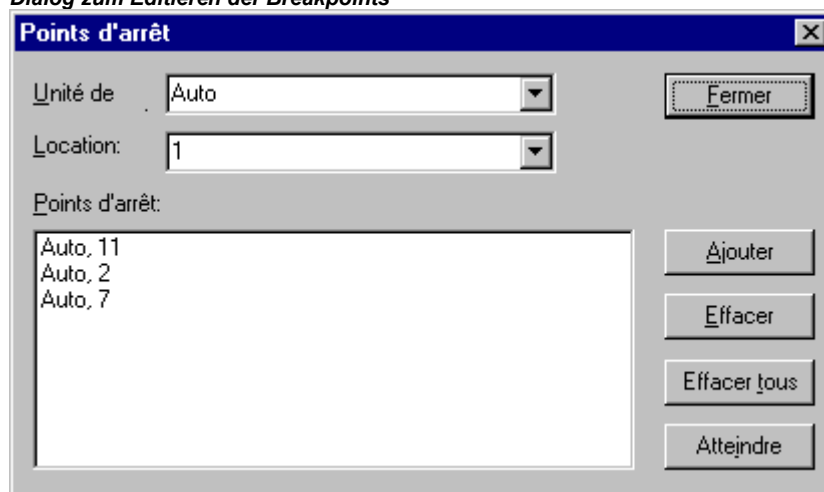 Dialog zum Editieren der Breakpoints
Points d'arrêt
Unité de .
Auto
Fermer
Location:
1
Points d'arrêt:
Auto, 11
Auto, 2
Auto, 7
Ajouter
Effacer
Effacer tous
Atteindre